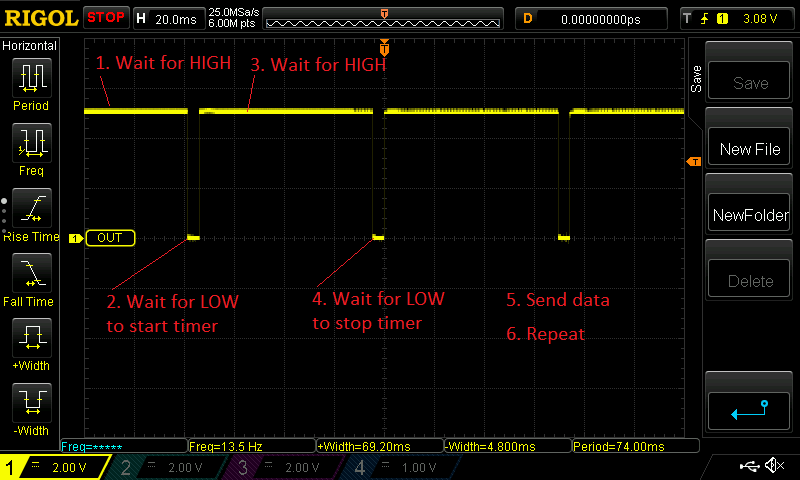 RIGOL STOP H 20.0ms 25.0MSa/s 6.00M pts T D 0.00000000ps T 1 3.08 V
Horizontal
Period
Freq
Rise Time
Fall Time
+Width
-Width
1. Wait for HIGH
3. Wait for HIGH
T
T
1 OUT
2. Wait for LOW
to start timer
4. Wait for LOW
to stop timer
5. Send data
6. Repeat
Save
Save
New File
NewFolder
Delete
Freq=***** Freq=13.5 Hz +Width=69.20ms -Width=4.800ms Period=74.00ms
1 2.00 V 2 2.00 V 3 2.00 V 4 1.00 V